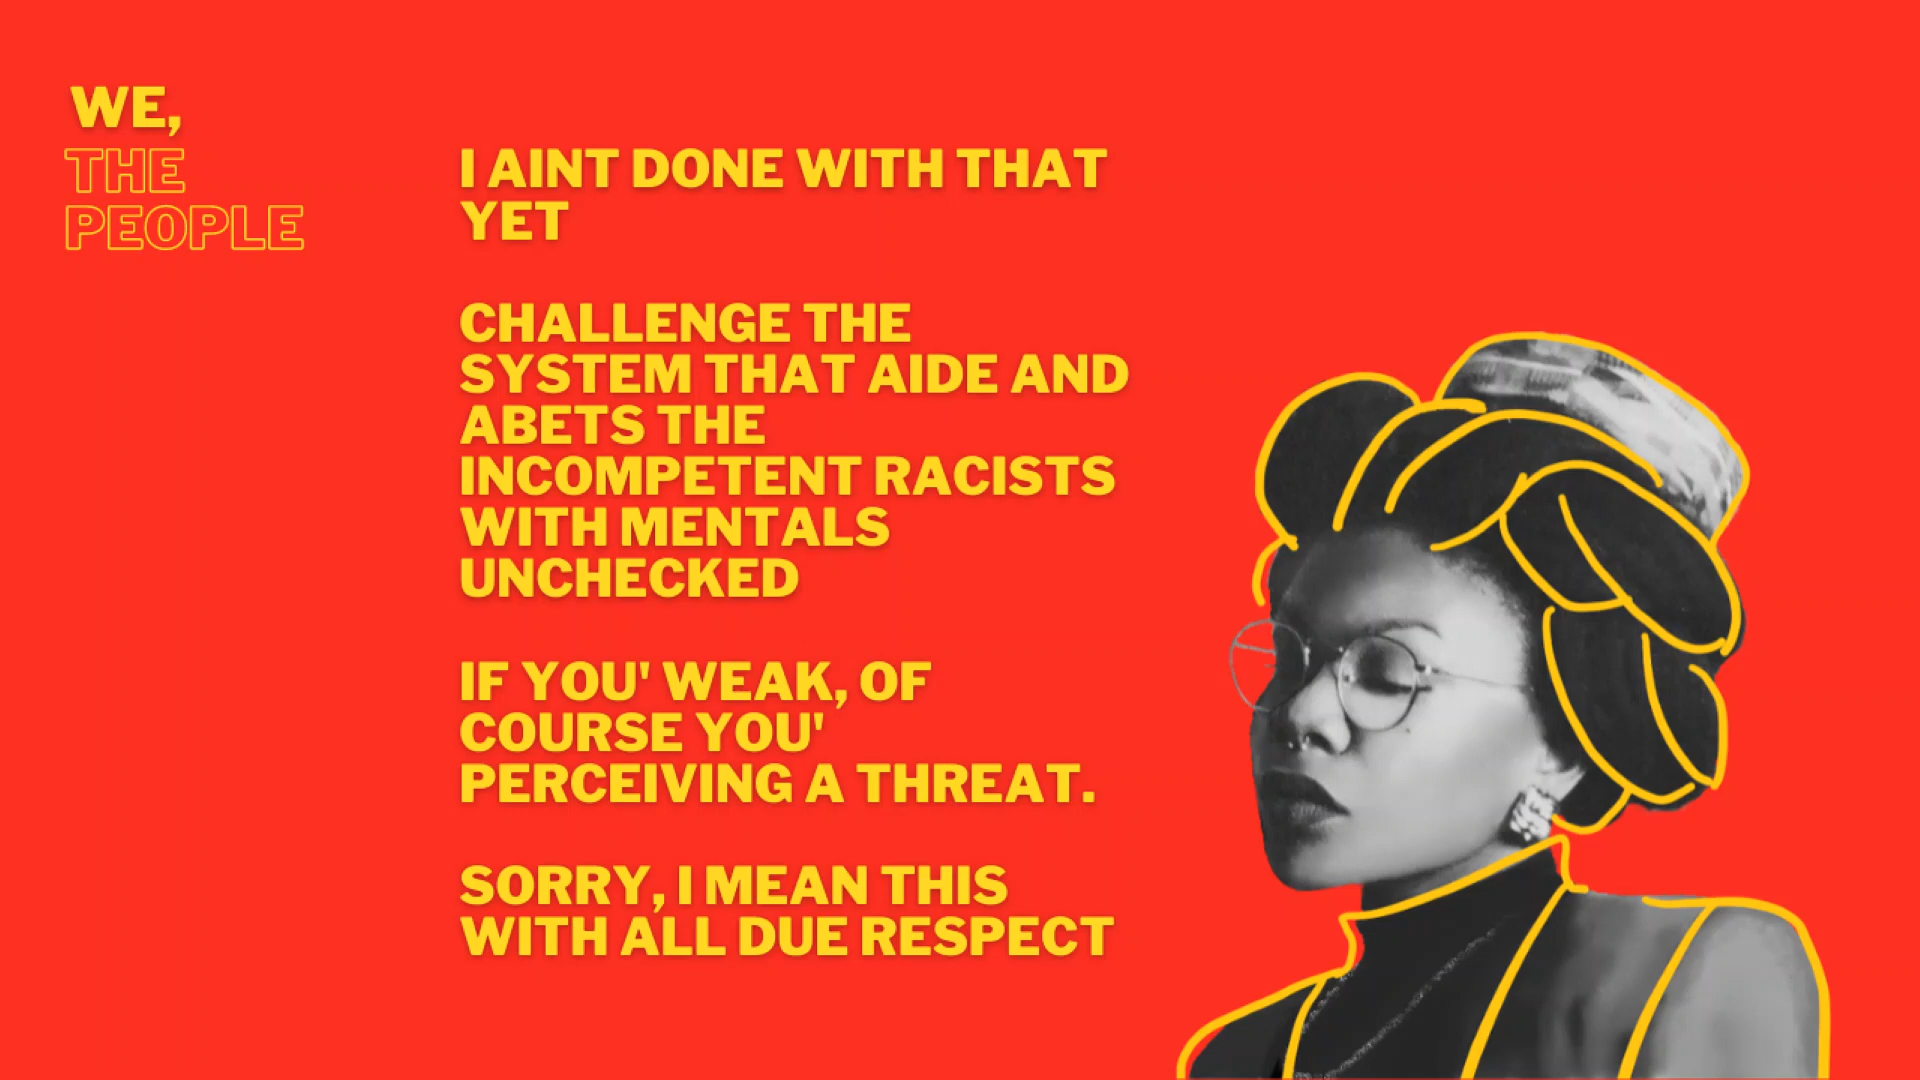 WE,
THE
PEOPLE
I AINT DONE WITH THAT
YET
CHALLENGE THE
SYSTEM THAT AIDE AND
ABETS THE
INCOMPETENT RACISTS
WITH MENTALS
UNCHECKED
IF YOU' WEAK, OF
COURSE YOU'
PERCEIVING A THREAT.
SORRY, I MEAN THIS
WITH ALL DUE RESPECT